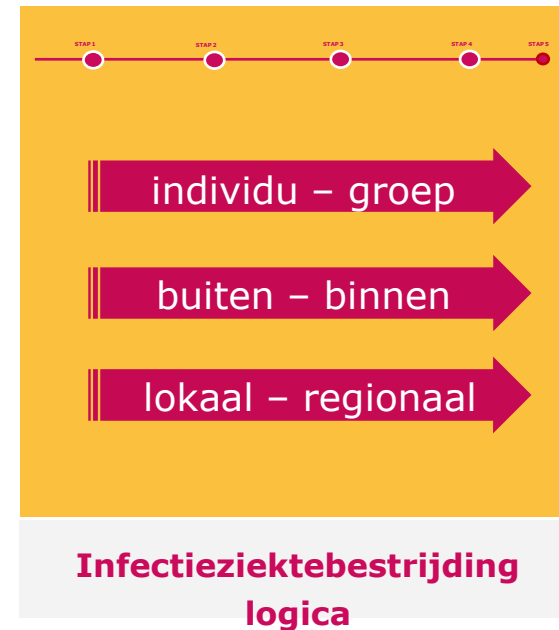 STAP 1 STAP 2 STAP 3 STAP 4 STAP 5
individu – groep
buiten – binnen
lokaal – regionaal
Infectieziektebestrijding
logica